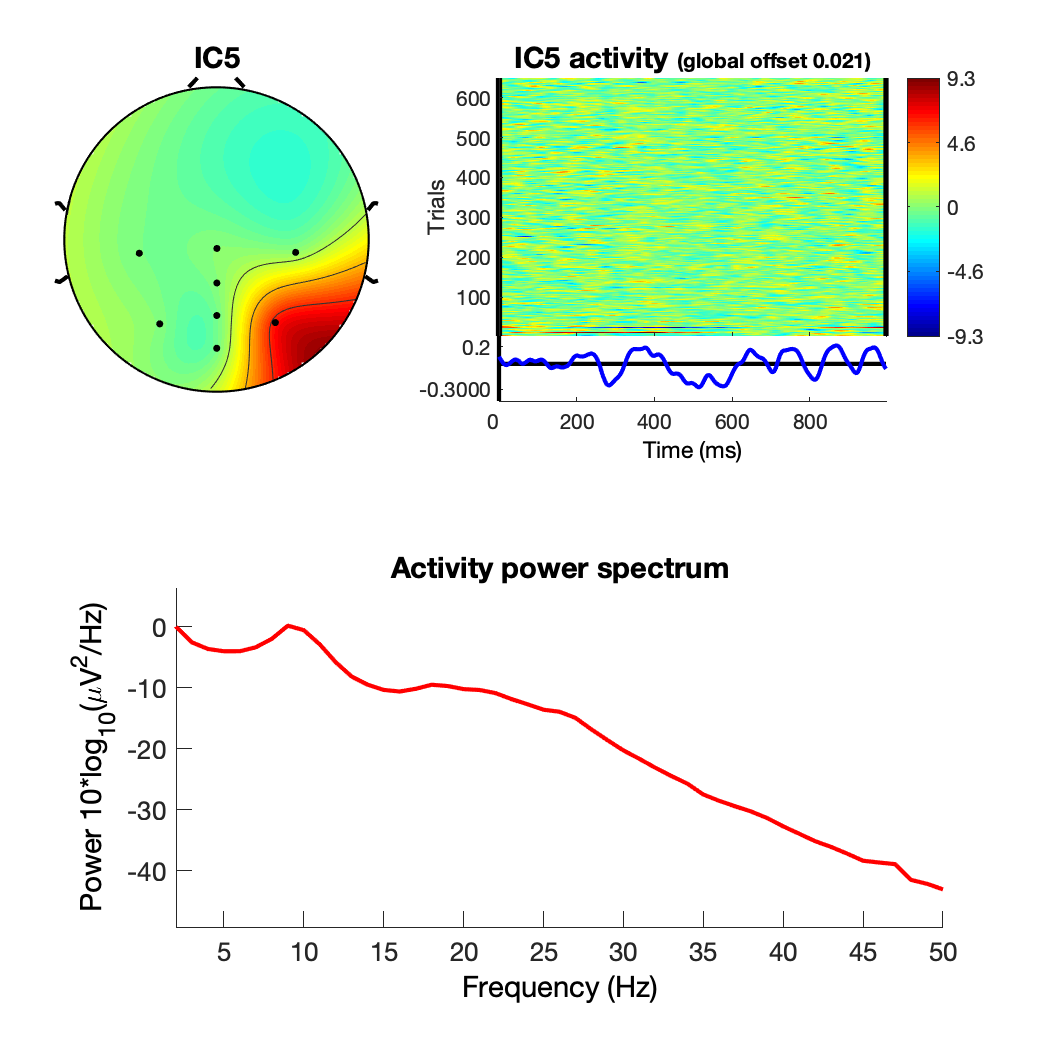 IC5
IC5 activity (global offset 0.021)
600
500
400
300
200
100
Trials
0.2
-0.3000
0 200 400 600 800
Time (ms)
9.3
4.6
0
-4.6
-9.3
Activity power spectrum
Power 10*log10(μV2/Hz)
0
-10
-20
-30
-40
5 10 15 20 25 30 35 40 45 50
Frequency (Hz)